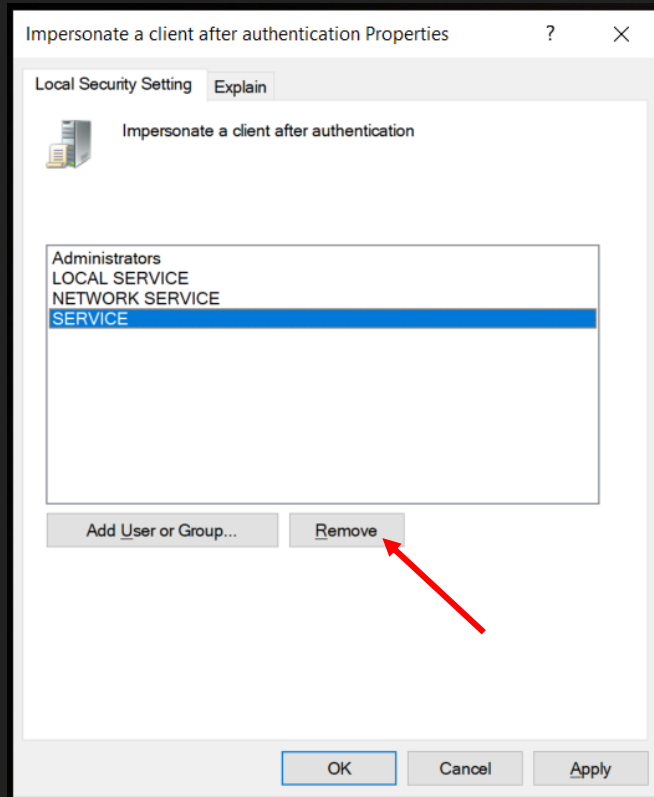 Impersonate a client after authentication Properties ?
Local Security Setting Explain
Impersonate a client after authentication
Administrators
LOCAL SERVICE
NETWORK SERVICE
SERVICE
Add User or Group... Remove
OK Cancel Apply